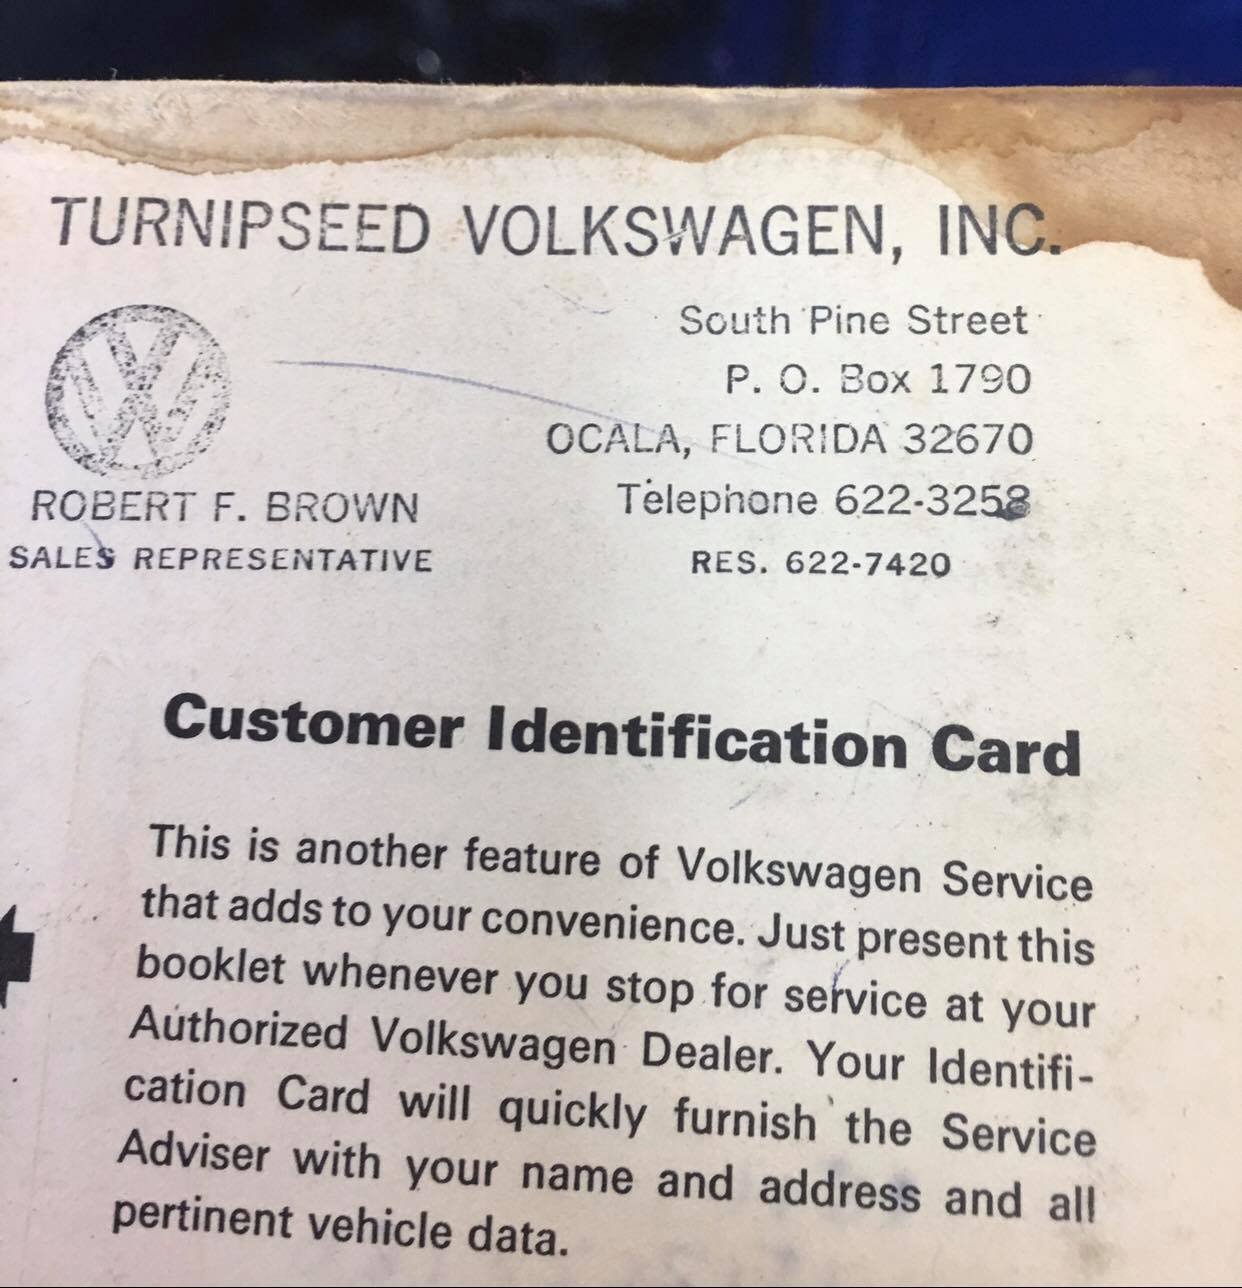 TURNIPSEED VOLKSWAGEN, INC.
South Pine Street
P. O. Box 1790
OCALA, FLORIDA 32670
Telephone 622-3258
RES. 622-7420
VW
ROBERT F. BROWN
SALES REPRESENTATIVE
Customer Identification Card
This is another feature of Volkswagen Service
that adds to your convenience. Just present this
booklet whenever you stop for service at your
Authorized Volkswagen Dealer. Your Identifi-
cation Card will quickly furnish the Service
Adviser with your name and address and all
pertinent vehicle data.